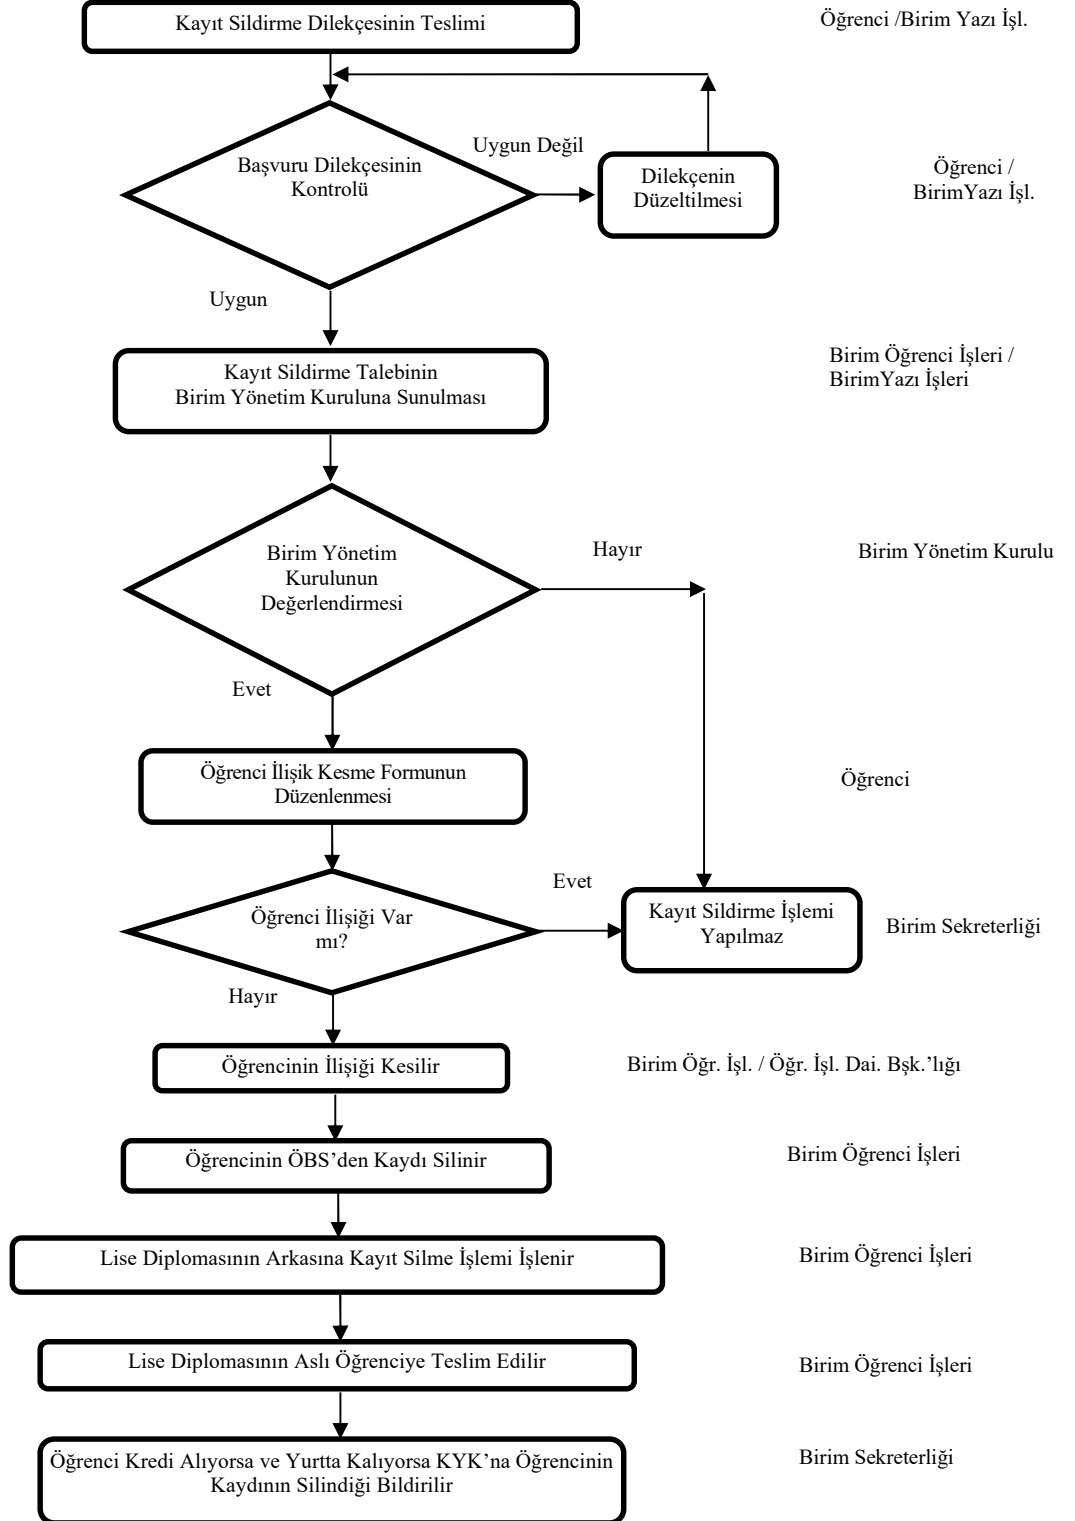 Kayıt Sildirme Dilekçesinin Teslimi
Öğrenci /Birim Yazı İşl.
Başvuru Dilekçesinin
Kontrolü
Uygun Değil
Dilekçenin
Düzeltilmesi
Öğrenci /
BirimYazı İşl.
Uygun
Kayıt Sildirme Talebinin
Birim Yönetim Kuruluna Sunulması
Birim Öğrenci İşleri /
BirimYazı İşleri
Birim Yönetim
Kurulunun
Değerlendirmesi
Hayır
Birim Yönetim Kurulu
Evet
Öğrenci İlişik Kesme Formunun
Düzenlenmesi
Öğrenci
Öğrenci İlişiği Var
mı?
Evet
Kayıt Sildirme İşlemi
Yapılmaz
Birim Sekreterliği
Hayır
Öğrencinin İlişiği Kesilir
Birim Öğr. İşl. / Öğr. İşl. Dai. Bşk.’lığı
Öğrencinin ÖBS’den Kaydı Silinir
Birim Öğrenci İşleri
Lise Diplomasının Arkasına Kayıt Silme İşlemi İşlenir
Birim Öğrenci İşleri
Lise Diplomasının Aslı Öğrenciye Teslim Edilir
Birim Öğrenci İşleri
Öğrenci Kredi Alıyorsa ve Yurtta Kalıyorsa KYK’na Öğrencinin
Kaydının Silindiği Bildirilir
Birim Sekreterliği